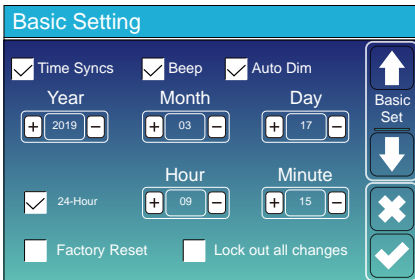 Basic Setting
Time Syncs Beep Auto Dim
Year Month Day
+ 2019 − + 03 − + 17 −
Basic
Set
Hour Minute
24-Hour + 09 − + 15 −
Factory Reset Lock out all changes